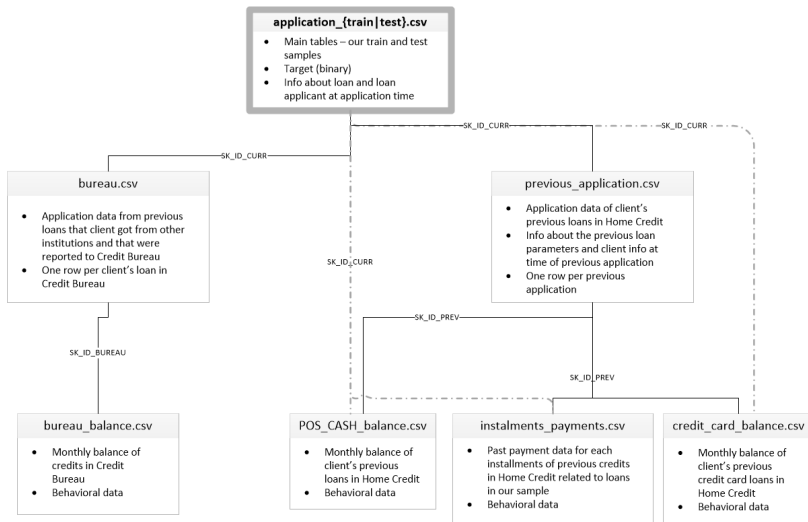 application_{train|test}.csv
• Main tables – our train and test
samples
• Target (binary)
• Info about loan and loan
applicant at application time
SK_ID_CURR
SK_ID_CURR
SK_ID_CURR
bureau.csv
• Application data from previous
loans that client got from other
institutions and that were
reported to Credit Bureau
• One row per client's loan in
Credit Bureau
previous_application.csv
• Application data of client's
previous loans in Home Credit
• Info about the previous loan
parameters and client info at
time of previous application
• One row per previous
application
SK_ID_CURR
SK_ID_PREV
SK_ID_BUREAU
SK_ID_PREV
bureau_balance.csv
• Monthly balance of
credits in Credit
Bureau
• Behavioral data
POS_CASH_balance.csv
• Monthly balance of
client's previous
loans in Home Credit
• Behavioral data
instalments_payments.csv
• Past payment data for each
installments of previous credits
in Home Credit related to loans
in our sample
• Behavioral data
credit_card_balance.csv
• Monthly balance of
client's previous
credit card loans in
Home Credit
• Behavioral data